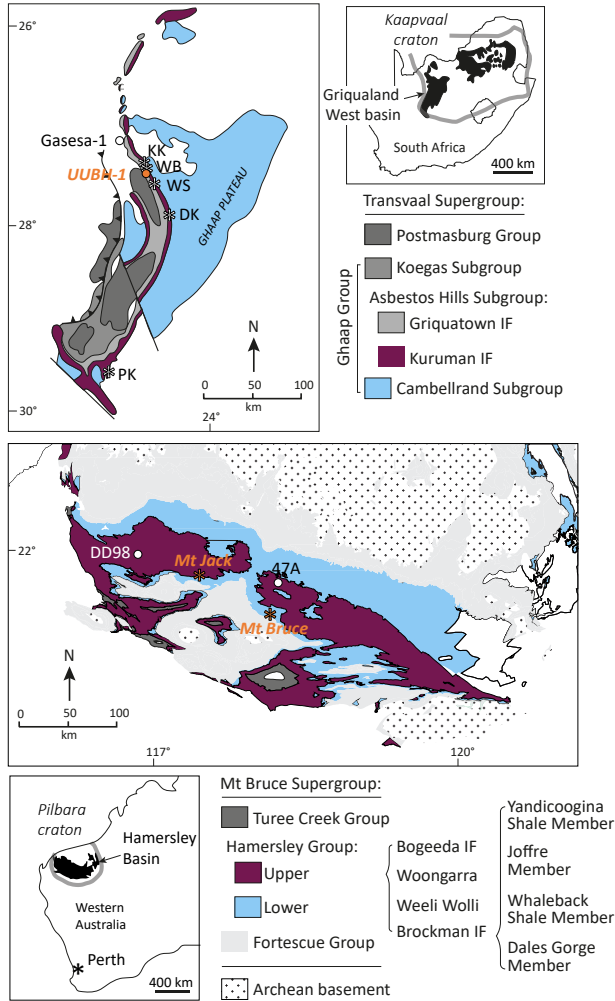 26°
Gasesa-1
KK
WB
UUBH-1
WS
28°
DK
GHAAP PLATEAU
N
PK
0 50 100
km
30°
24°
Kaapvaal
craton
Griqualand
West basin
South Africa
400 km
Transvaal Supergroup:
Postmasburg Group
Koegas Subgroup
Asbestos Hills Subgroup:
Griquatown IF
Kuruman IF
Cambellrand Subgroup
Ghaap Group
22°
DD98
Mt Jack
47A
Mt Bruce
N
0 50 100
km
117°
120°
Pilbara
craton
Hamersley
Basin
Western
Australia
Perth
400 km
Mt Bruce Supergroup:
Turee Creek Group
Hamersley Group:
Upper
Lower
Fortescue Group
Archean basement
Bogeeda IF
Woongarra
Weeli Wolli
Brockman IF
Yandicoogina
Shale Member
Joffre
Member
Whaleback
Shale Member
Dales Gorge
Member